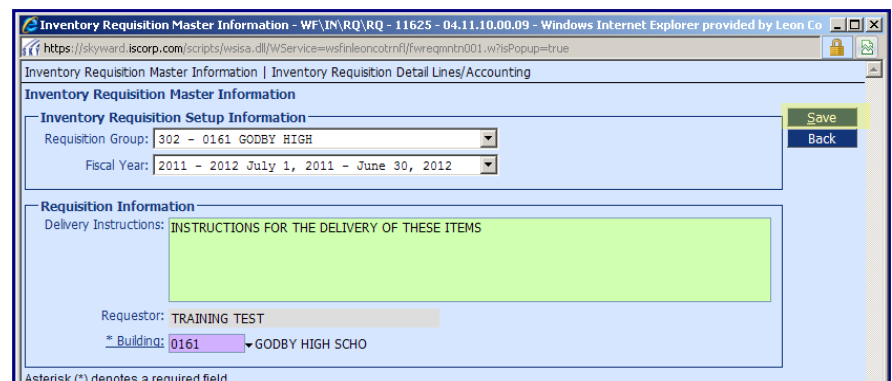 Inventory Requisition Master Information - WF\IN\RQ\RQ - 11625 - 04.11.10.00.09 - Windows Internet Explorer provided by Leon Co
https://skyward.iscorp.com/scripts/wsisa.dll/WService=wsfinleoncotrnfl/fwreqmntn001.w?isPopup=true
Inventory Requisition Master Information | Inventory Requisition Detail Lines/Accounting
Inventory Requisition Master Information
Inventory Requisition Setup Information
Save
Requisition Group: 302 - 0161 GODBY HIGH
Back
Fiscal Year: 2011 - 2012 July 1, 2011 - June 30, 2012
Requisition Information
Delivery Instructions: INSTRUCTIONS FOR THE DELIVERY OF THESE ITEMS
Requestor: TRAINING TEST
* Building: 0161 GODBY HIGH SCHO
Asterisk (*) denotes a required field